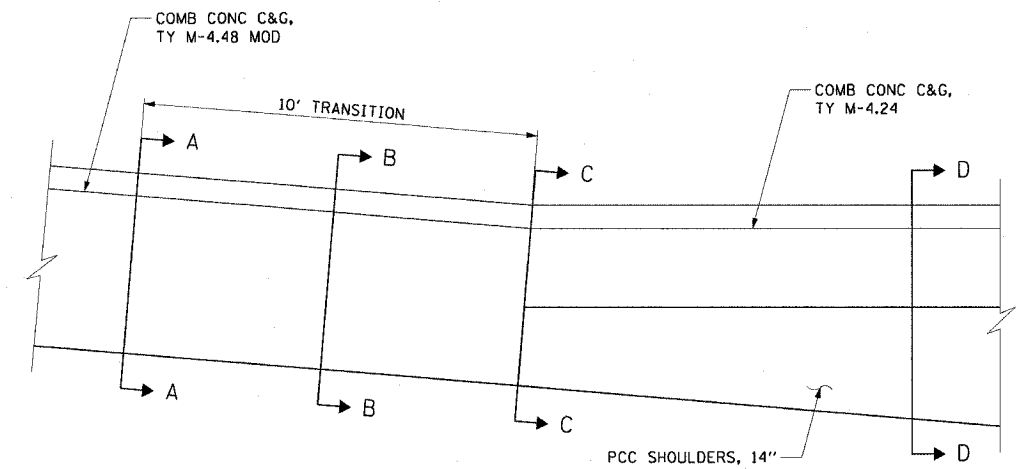 COMB CONC C&G,
TY M-4.48 MOD
10' TRANSITION
COMB CONC C&G,
TY M-4.24
A
B
C
D
A
B
C
D
PCC SHOULDERS, 14"